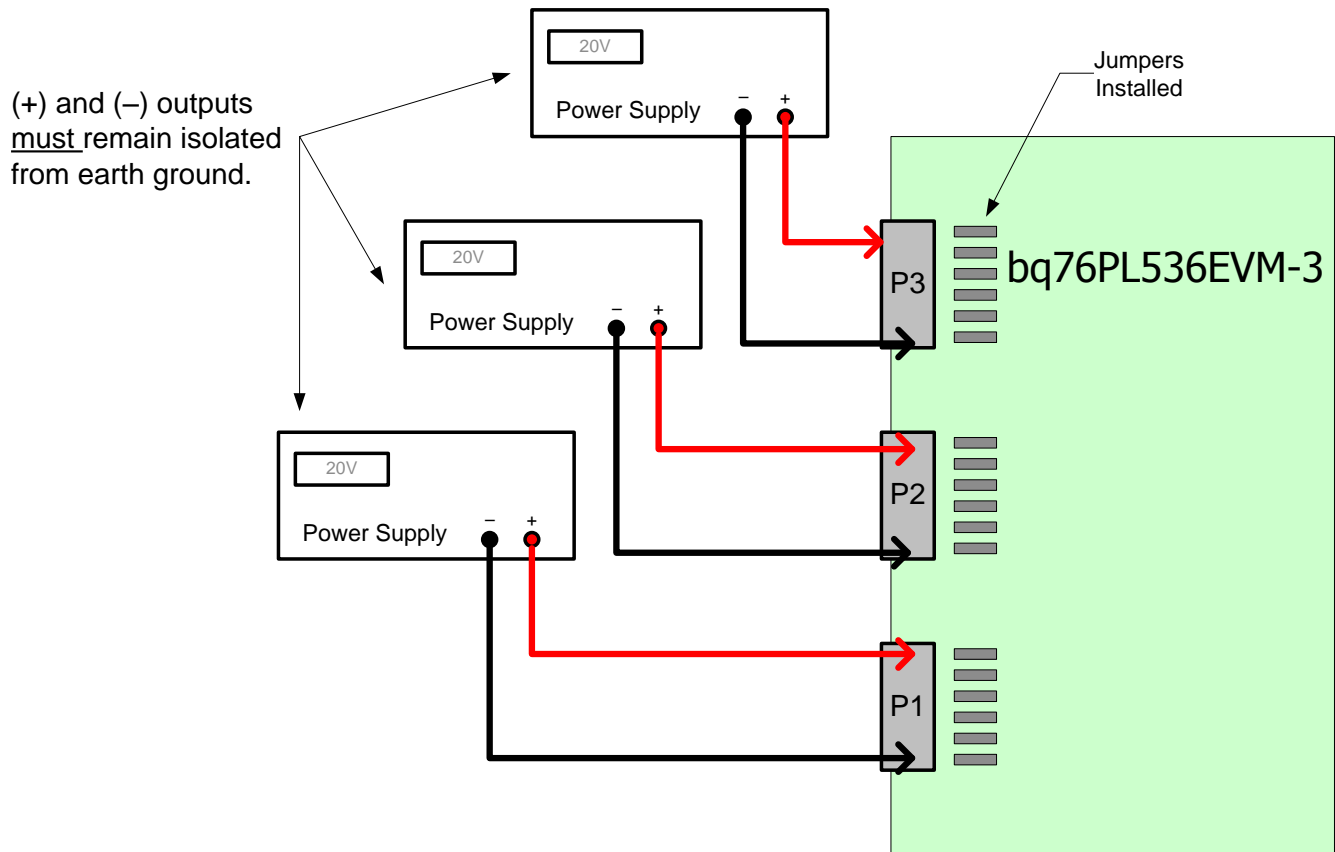 20V
Power Supply
– +
Jumpers
Installed
(+) and (–) outputs
must remain isolated
from earth ground.
20V
Power Supply
– +
P3
bq76PL536EVM-3
20V
Power Supply
– +
P2
P1